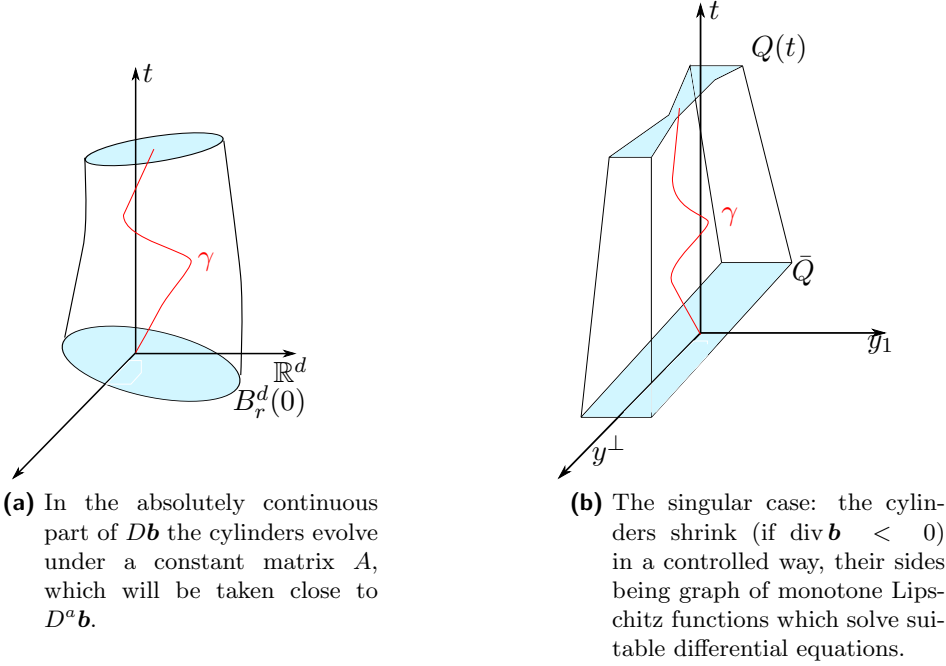 t
γ
ℝ^d
B_r^d(0)
(a) In the absolutely continuous
part of Db the cylinders evolve
under a constant matrix A,
which will be taken close to
D^a b.
t
Q(t)
γ
Q̄
y_1
y^⊥
(b) The singular case: the cylin-
ders shrink (if div b < 0)
in a controlled way, their sides
being graph of monotone Lips-
chitz functions which solve sui-
table differential equations.